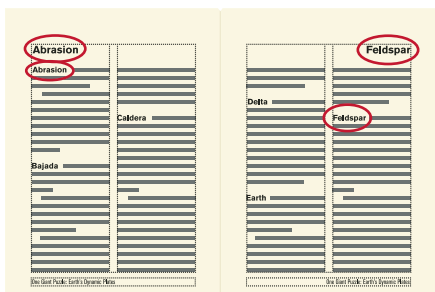 Abrasion
Abrasion
Bajada
Caldera
One Giant Puzzle: Earth's Dynamic Plates
Feldspar
Delta
Earth
Feldspar
One Giant Puzzle: Earth's Dynamic Plates